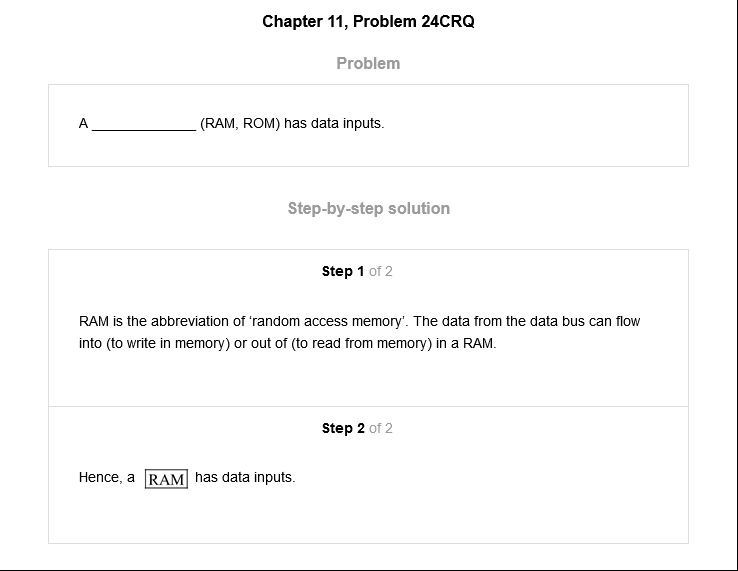 Chapter 11, Problem 24CRQ
Problem
A _____________ (RAM, ROM) has data inputs.
Step-by-step solution
Step 1 of 2
RAM is the abbreviation of ‘random access memory’. The data from the data bus can flow
into (to write in memory) or out of (to read from memory) in a RAM.
Step 2 of 2
Hence, a RAM has data inputs.